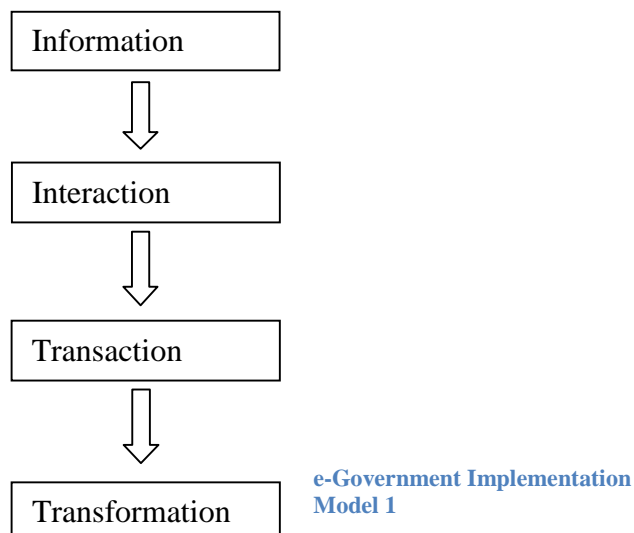 Information
Interaction
Transaction
e-Government Implementation
Model 1
Transformation